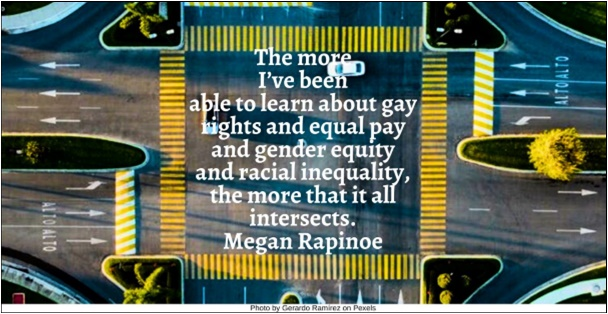 The more
I've been
able to learn about gay
rights and equal pay
and gender equity
and racial inequality,
the more that it all
intersects.
Megan Rapinoe
ALTO ALTO
ALTO ALTO
Photo by Gerardo Ramirez on Pexels